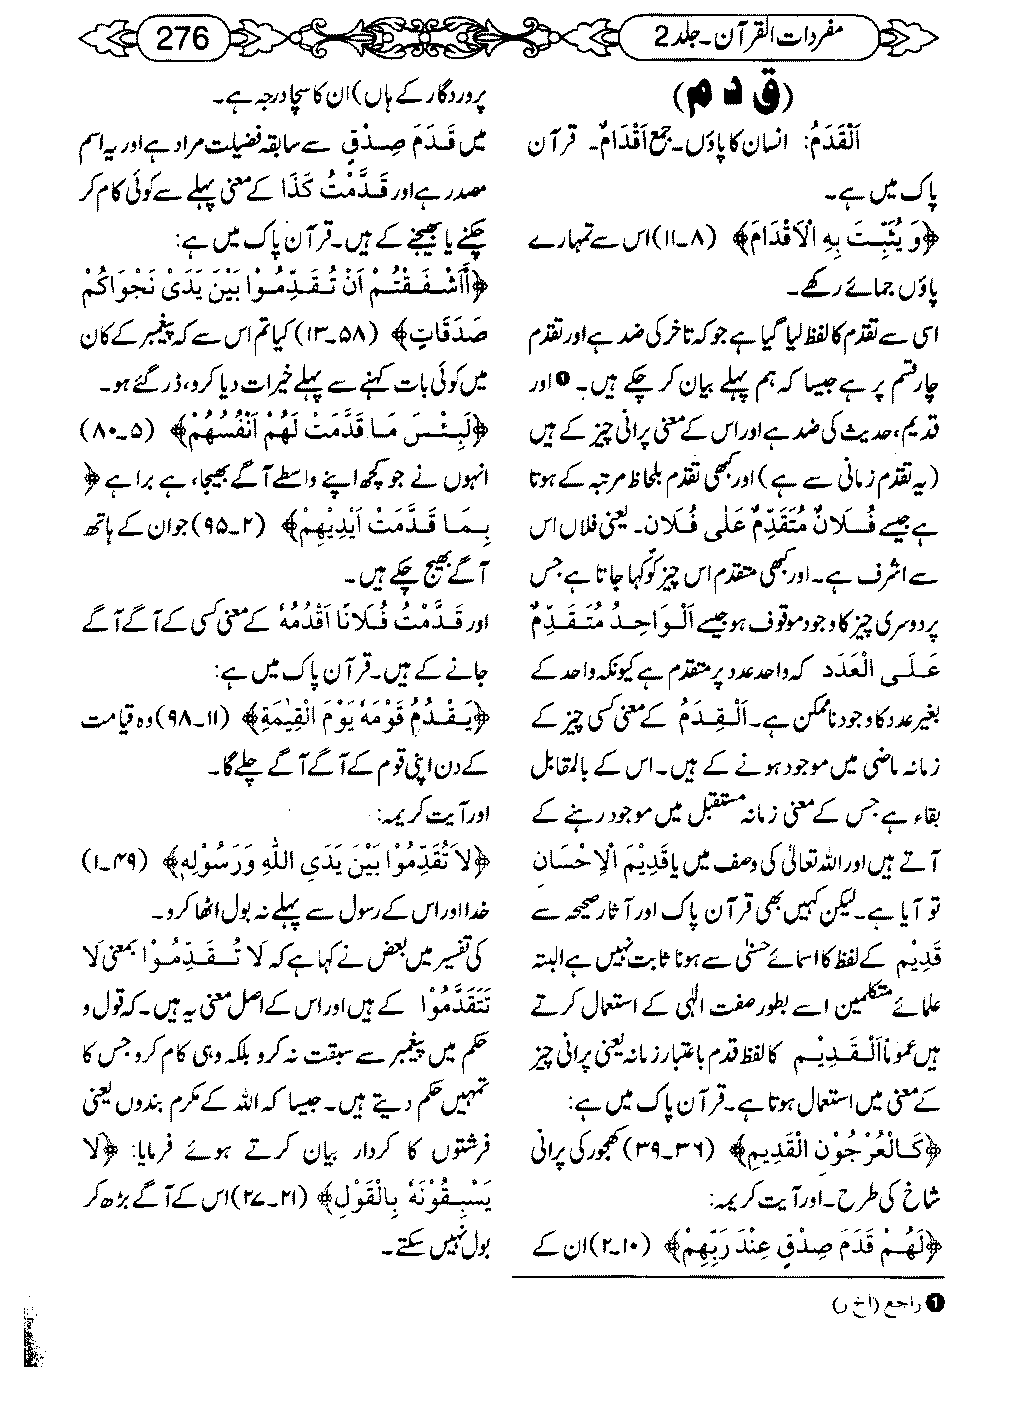 مفردات القرآن۔جلد 2
276
(ق د م)
اَلْقَدَمُ: انسان کا پاؤں۔ جمع اَقْدَامٌ۔ قرآن
پاک میں ہے۔
﴿وَ یُثَبِّتَ بِهِ الْاَقْدَامَ﴾ (۸۔۱۱) اس سے تمہارے
پاؤں جمائے رکھے۔
اسی سے تقدم کا لفظ لیا گیا ہے جو کہ تاخر کی ضد ہے اور تقدم
چار قسم پر ہے جیسا کہ ہم پہلے بیان کر چکے ہیں۔❶ اور
قدیم، حدیث کی ضد ہے اور اس کے معنی پرانی چیز کے ہیں
(یہ تقدم زمانی سے ہے) اور کبھی تقدم بلحاظ مرتبہ کے ہوتا
ہے جیسے فُلَانٌ مُتَقَدِّمٌ عَلٰی فُلَان۔ یعنی فلاں اس
سے اشرف ہے۔ اور کبھی متقدم اس چیز کو کہا جاتا ہے جس
پر دوسری چیز کا وجود موقوف ہو جیسے اَلْوَاحِدُ مُتَقَدِّمٌ
عَلَی الْعَدَد کہ واحد عدد پر متقدم ہے کیونکہ واحد کے
بغیر عدد کا وجود ناممکن ہے۔ اَلْقِدَمُ کے معنی کسی چیز کے
زمانہ ماضی میں موجود ہونے کے ہیں۔ اس کے بالمقابل
بقاء ہے جس کے معنی زمانہ مستقبل میں موجود رہنے کے
آتے ہیں اور اللہ تعالیٰ کی وصف میں یا قَدِیْمَ الْاِحْسَانِ
تو آیا ہے۔ لیکن کہیں بھی قرآن پاک اور آثار صحیحہ سے
قَدِیْم کے لفظ کا اسمائے حسنیٰ سے ہونا ثابت نہیں ہے البتہ
علمائے متکلمین اسے بطور صفت الٰہی کے استعمال کرتے
ہیں عموماً اَلْقَدِیْم کا لفظ قدم باعتبار زمانہ یعنی پرانی چیز
کے معنی میں استعمال ہوتا ہے۔ قرآن پاک میں ہے:
﴿کَالْعُرْجُوْنِ الْقَدِیْمِ﴾ (۳۶۔۳۹) کھجور کی پرانی
شاخ کی طرح۔ اور آیت کریمہ:
﴿لَهُمْ قَدَمَ صِدْقٍ عِنْدَ رَبِّهِمْ﴾ (۱۰۔۲) ان کے
❶ راجع (أ خ ر)
پروردگار کے ہاں) ان کا سچا درجہ ہے۔
میں قَدَمَ صِدْقٍ سے سابقہ فضیلت مراد ہے اور یہ اسم
مصدر ہے اور قَدَّمْتُ كَذَا کے معنی پہلے سے کوئی کام کر
چکنے یا بھیجنے کے ہیں۔ قرآن پاک میں ہے:
﴿أَأَشْفَقْتُمْ اَنْ تُقَدِّمُوْا بَیْنَ یَدَیْ نَجْوَاكُمْ
صَدَقَاتٍ﴾ (۵۸۔۱۳) کیا تم اس سے کہ پیغمبر کے کان
میں کوئی بات کہنے سے پہلے خیرات دیا کرو، ڈر گئے ہو۔
﴿لَبِئْسَ مَا قَدَّمَتْ لَهُمْ اَنْفُسُهُمْ﴾ (۵۔۸۰)
انہوں نے جو کچھ اپنے واسطے آگے بھیجا، ہے برا ہے ﴿
بِمَا قَدَّمَتْ اَیْدِیْهِمْ﴾ (۲۔۹۵) جو ان کے ہاتھ
آگے بھیج چکے ہیں۔
اور قَدَّمْتُ فُلَانًا اَقْدُمُهٗ کے معنی کسی کے آگے آگے
جانے کے ہیں۔ قرآن پاک میں ہے:
﴿یَقْدُمُ قَوْمَهٗ یَوْمَ الْقِیٰمَةِ﴾ (۱۱۔۹۸) وہ قیامت
کے دن اپنی قوم کے آگے آگے چلے گا۔
اور آیت کریمہ:
﴿لَا تُقَدِّمُوْا بَیْنَ یَدَیِ اللّٰهِ وَرَسُوْلِهٖ﴾ (۴۹۔۱)
خدا اور اس کے رسول سے پہلے نہ بول اٹھا کرو۔
کی تفسیر میں بعض نے کہا ہے کہ لَا تُقَدِّمُوْا بمعنی لَا
تَتَقَدَّمُوْا کے ہیں اور اس کے اصل معنی یہ ہیں۔ کہ قول و
حکم میں پیغمبر سے سبقت نہ کرو بلکہ وہی کام کرو جس کا
تمہیں حکم دیتے ہیں۔ جیسا کہ اللہ کے مکرم بندوں یعنی
فرشتوں کا کردار بیان کرتے ہوئے فرمایا: ﴿لَا
یَسْبِقُوْنَهٗ بِالْقَوْلِ﴾ (۲۱۔۲۷) اس کے آگے بڑھ کر
بول نہیں سکتے۔